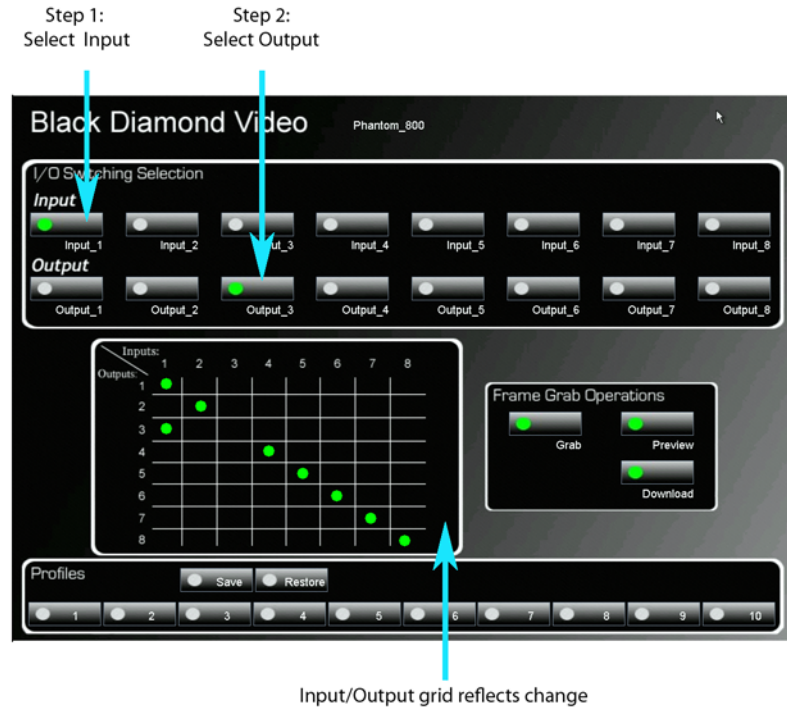 Step 1:
Select Input
Step 2:
Select Output
Black Diamond Video
Phantom_800
I/O Switching Selection
Input
Input_1 Input_2 Input_3 Input_4 Input_5 Input_6 Input_7 Input_8
Output
Output_1 Output_2 Output_3 Output_4 Output_5 Output_6 Output_7 Output_8
Inputs:
1 2 3 4 5 6 7 8
Outputs:
1
2
3
4
5
6
7
8
Frame Grab Operations
Grab Preview
Download
Profiles
Save Restore
1 2 3 4 5 6 7 8 9 10
Input/Output grid reflects change